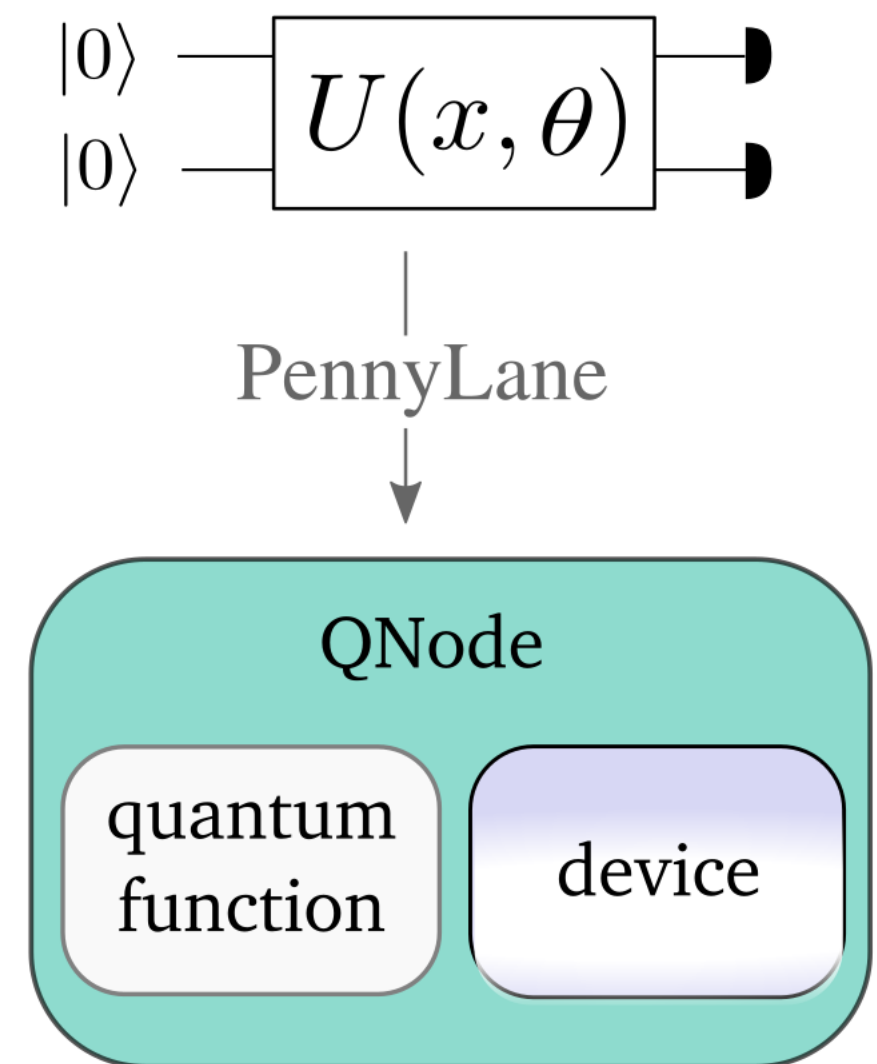 |0⟩
U(x, θ)
|0⟩
PennyLane
QNode
quantum
function
device